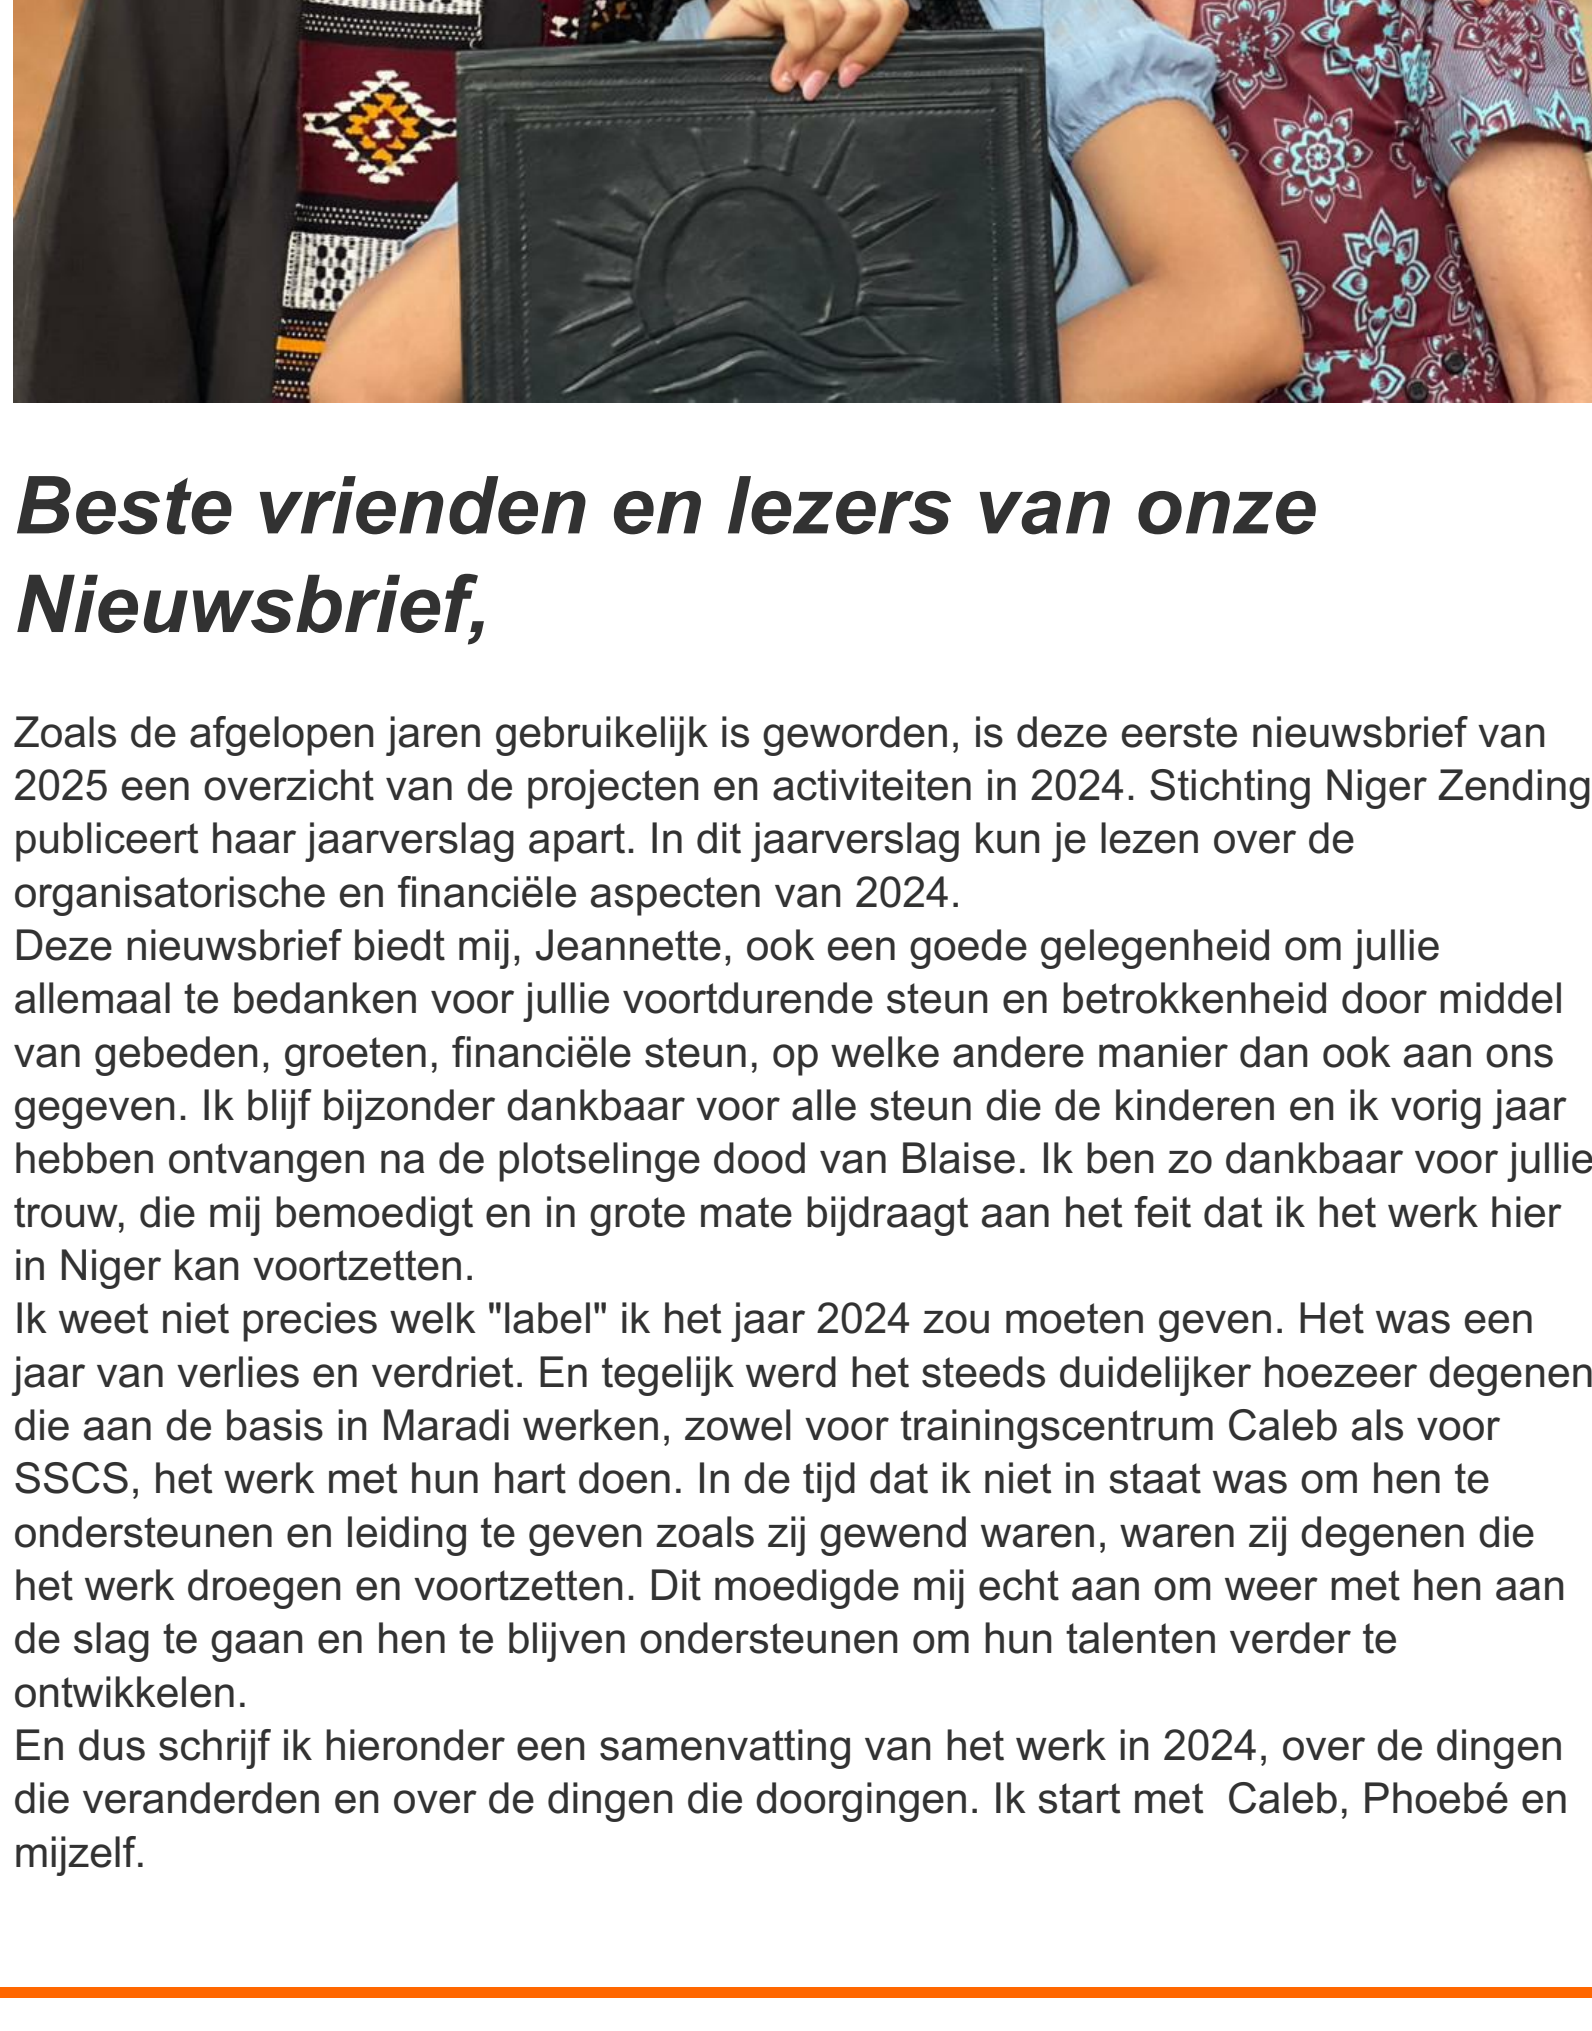 Beste vrienden en lezers van onze
Nieuwsbrief,
Zoals de afgelopen jaren gebruikelijk is geworden, is deze eerste nieuwsbrief van
2025 een overzicht van de projecten en activiteiten in 2024. Stichting Niger Zending
publiceert haar jaarverslag apart. In dit jaarverslag kun je lezen over de
organisatorische en financiële aspecten van 2024.
Deze nieuwsbrief biedt mij, Jeannette, ook een goede gelegenheid om jullie
allemaal te bedanken voor jullie voortdurende steun en betrokkenheid door middel
van gebeden, groeten, financiële steun, op welke andere manier dan ook aan ons
gegeven. Ik blijf bijzonder dankbaar voor alle steun die de kinderen en ik vorig jaar
hebben ontvangen na de plotselinge dood van Blaise. Ik ben zo dankbaar voor jullie
trouw, die mij bemoedigt en in grote mate bijdraagt aan het feit dat ik het werk hier
in Niger kan voortzetten.
Ik weet niet precies welk "label" ik het jaar 2024 zou moeten geven. Het was een
jaar van verlies en verdriet. En tegelijk werd het steeds duidelijker hoezeer degenen
die aan de basis in Maradi werken, zowel voor trainingscentrum Caleb als voor
SSCS, het werk met hun hart doen. In de tijd dat ik niet in staat was om hen te
ondersteunen en leiding te geven zoals zij gewend waren, waren zij degenen die
het werk droegen en voortzetten. Dit moedigde mij echt aan om weer met hen aan
de slag te gaan en hen te blijven ondersteunen om hun talenten verder te
ontwikkelen.
En dus schrijf ik hieronder een samenvatting van het werk in 2024, over de dingen
die veranderden en over de dingen die doorgingen. Ik start met  Caleb, Phoebé en
mijzelf.